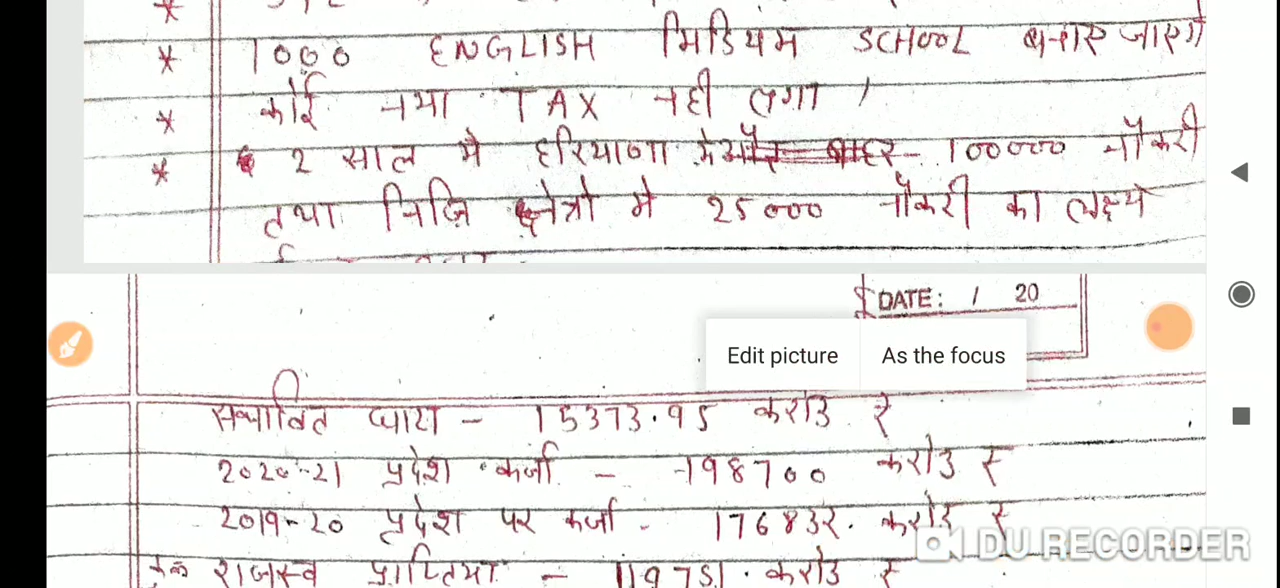 * 1000 ENGLISH मिडियम SCHOOL बनाए जाएगे
* कोई नया TAX नही लगा ।
* 2 साल मे हरियाणा मे 100000 नौकरी
तथा निजि क्षेत्रो मे 25000 नौकरी का लक्ष्य
DATE: / 20
Edit picture As the focus
सम्भावित घाटा - 15373.95 करोड रु
2020-21 प्रदेश कर्जा - 198700 करोड रु
2019-20 प्रदेश पर कर्जा - 176832. करोड रु
DU RECORDER
राजस्व प्राप्तिया - 119751. करोड रु